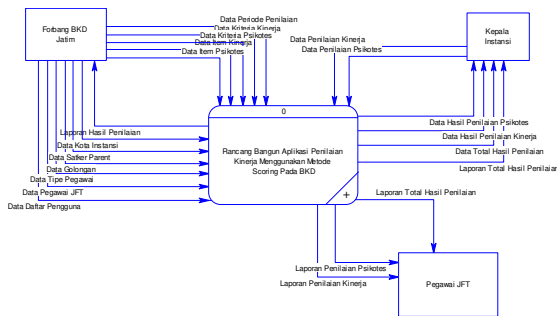 Forbang BKD
Jatim
Data Periode Penilaian
Data Kriteria Kinerja
Data Kriteria Psikotes
Data Item Kinerja
Data Item Psikotes
Kepala
Instansi
Data Penilaian Kinerja
Data Penilaian Psikotes
0
Rancang Bangun Aplikasi Penilaian
Kinerja Menggunakan Metode
Scoring Pada BKD
+
Laporan Hasil Penilaian
Data Kota Instansi
Data Satker Parent
Data Golongan
Data Tipe Pegawai
Data Pegawai JFT
Data Daftar Pengguna
Data Hasil Penilaian Psikotes
Data Hasil Penilaian Kinerja
Data Total Hasil Penilaian
Laporan Total Hasil Penilaian
Laporan Total Hasil Penilaian
Laporan Penilaian Psikotes
Laporan Penilaian Kinerja
Pegawai JFT